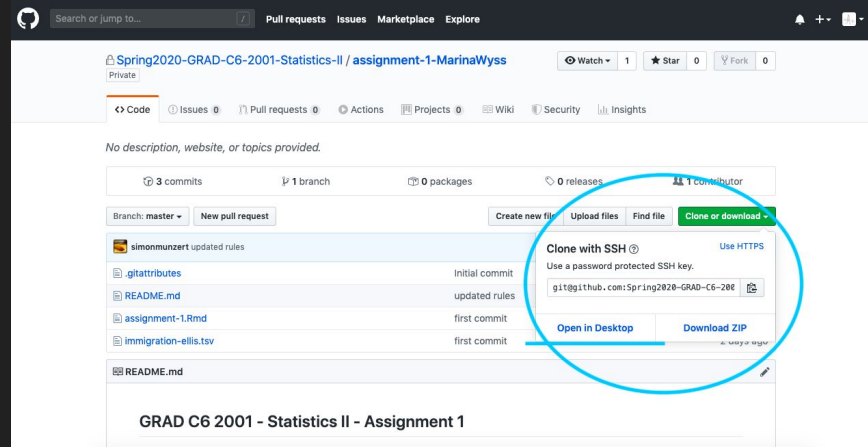 Search or jump to... /
Pull requests Issues Marketplace Explore
Spring2020-GRAD-C6-2001-Statistics-II / assignment-1-MarinaWyss
Watch 1 Star 0 Fork 0
Private
Code Issues 0 Pull requests 0 Actions Projects 0 Wiki Security Insights
No description, website, or topics provided.
3 commits 1 branch 0 packages 0 releases 1 contributor
Branch: master New pull request Create new file Upload files Find file Clone or download
simonmunzert updated rules
Clone with SSH Use HTTPS
Use a password protected SSH key.
.gitattributes Initial commit
git@github.com:Spring2020-GRAD-C6-200
README.md updated rules
assignment-1.Rmd first commit
Open in Desktop Download ZIP
immigration-ellis.tsv first commit 2 days ago
README.md
GRAD C6 2001 - Statistics II - Assignment 1